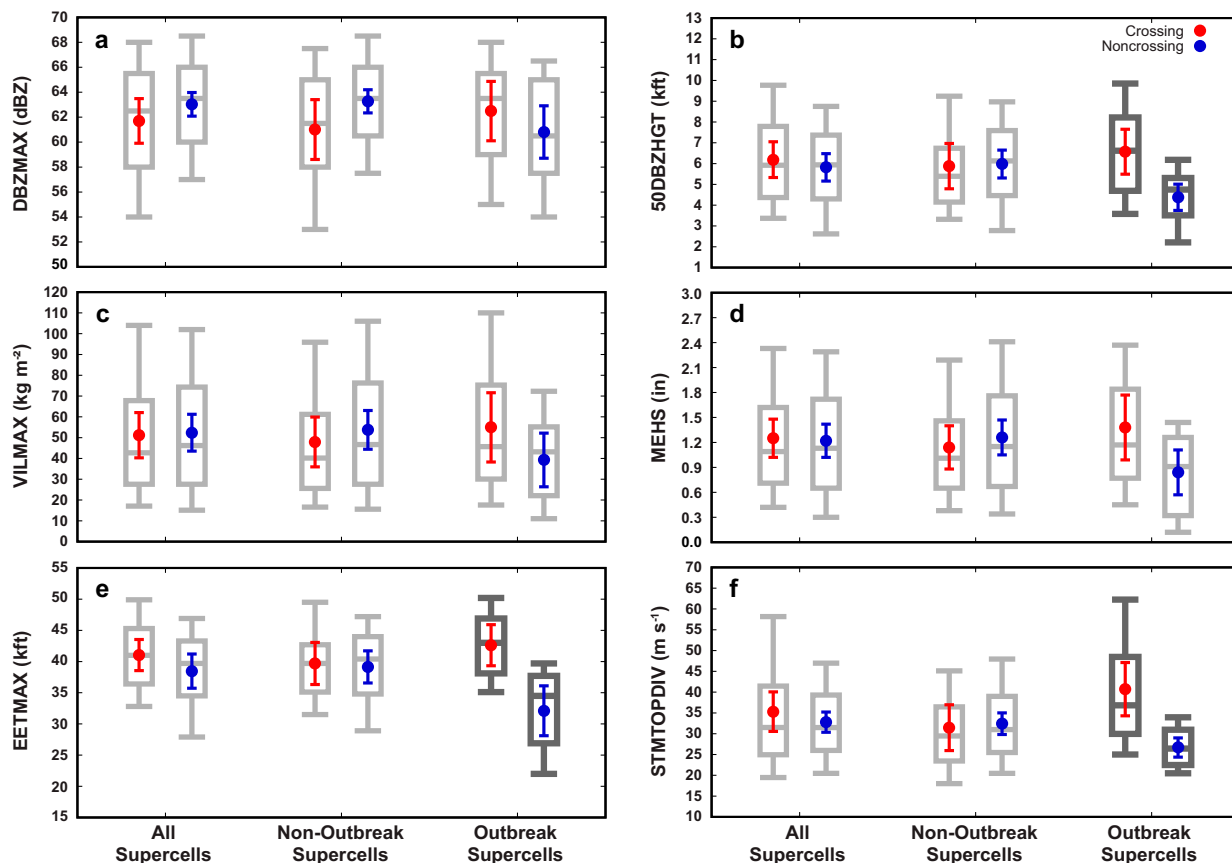 a
DBZMAX (dBZ)
70
68
66
64
62
60
58
56
54
52
50
b
Crossing
Noncrossing
50DBZHGT (kft)
13
12
11
10
9
8
7
6
5
4
3
2
1
c
VILMAX (kg m⁻²)
120
110
100
90
80
70
60
50
40
30
20
10
0
d
MEHS (in)
3.0
2.7
2.4
2.1
1.8
1.5
1.2
0.9
0.6
0.3
0.0
e
EETMAX (kft)
55
50
45
40
35
30
25
20
15
All
Supercells
Non-Outbreak
Supercells
Outbreak
Supercells
f
STMTOPDIV (m s⁻¹)
70
65
60
55
50
45
40
35
30
25
20
15
10
All
Supercells
Non-Outbreak
Supercells
Outbreak
Supercells